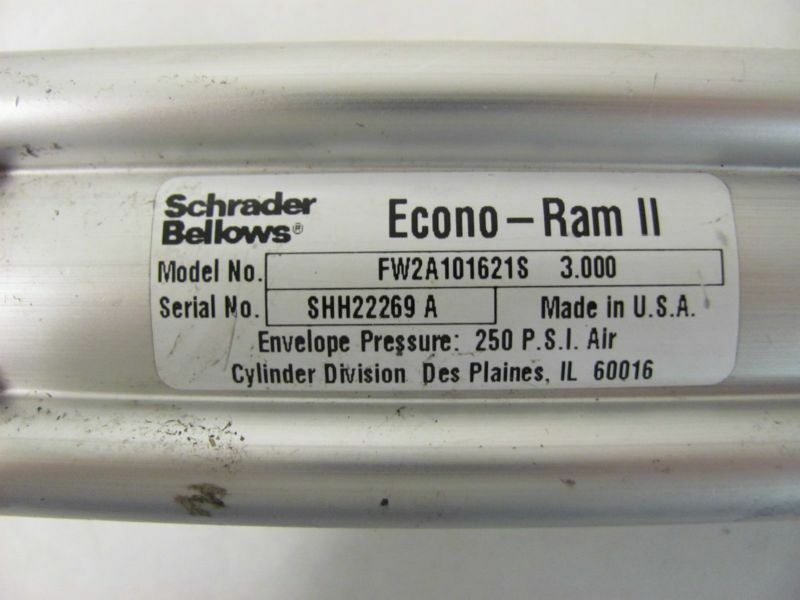 Schrader Bellows® Econo-Ram II
Model No. FW2A101621S 3.000
Serial No. SHH22269 A Made in U.S.A.
Envelope Pressure: 250 P.S.I. Air
Cylinder Division Des Plaines, IL 60016